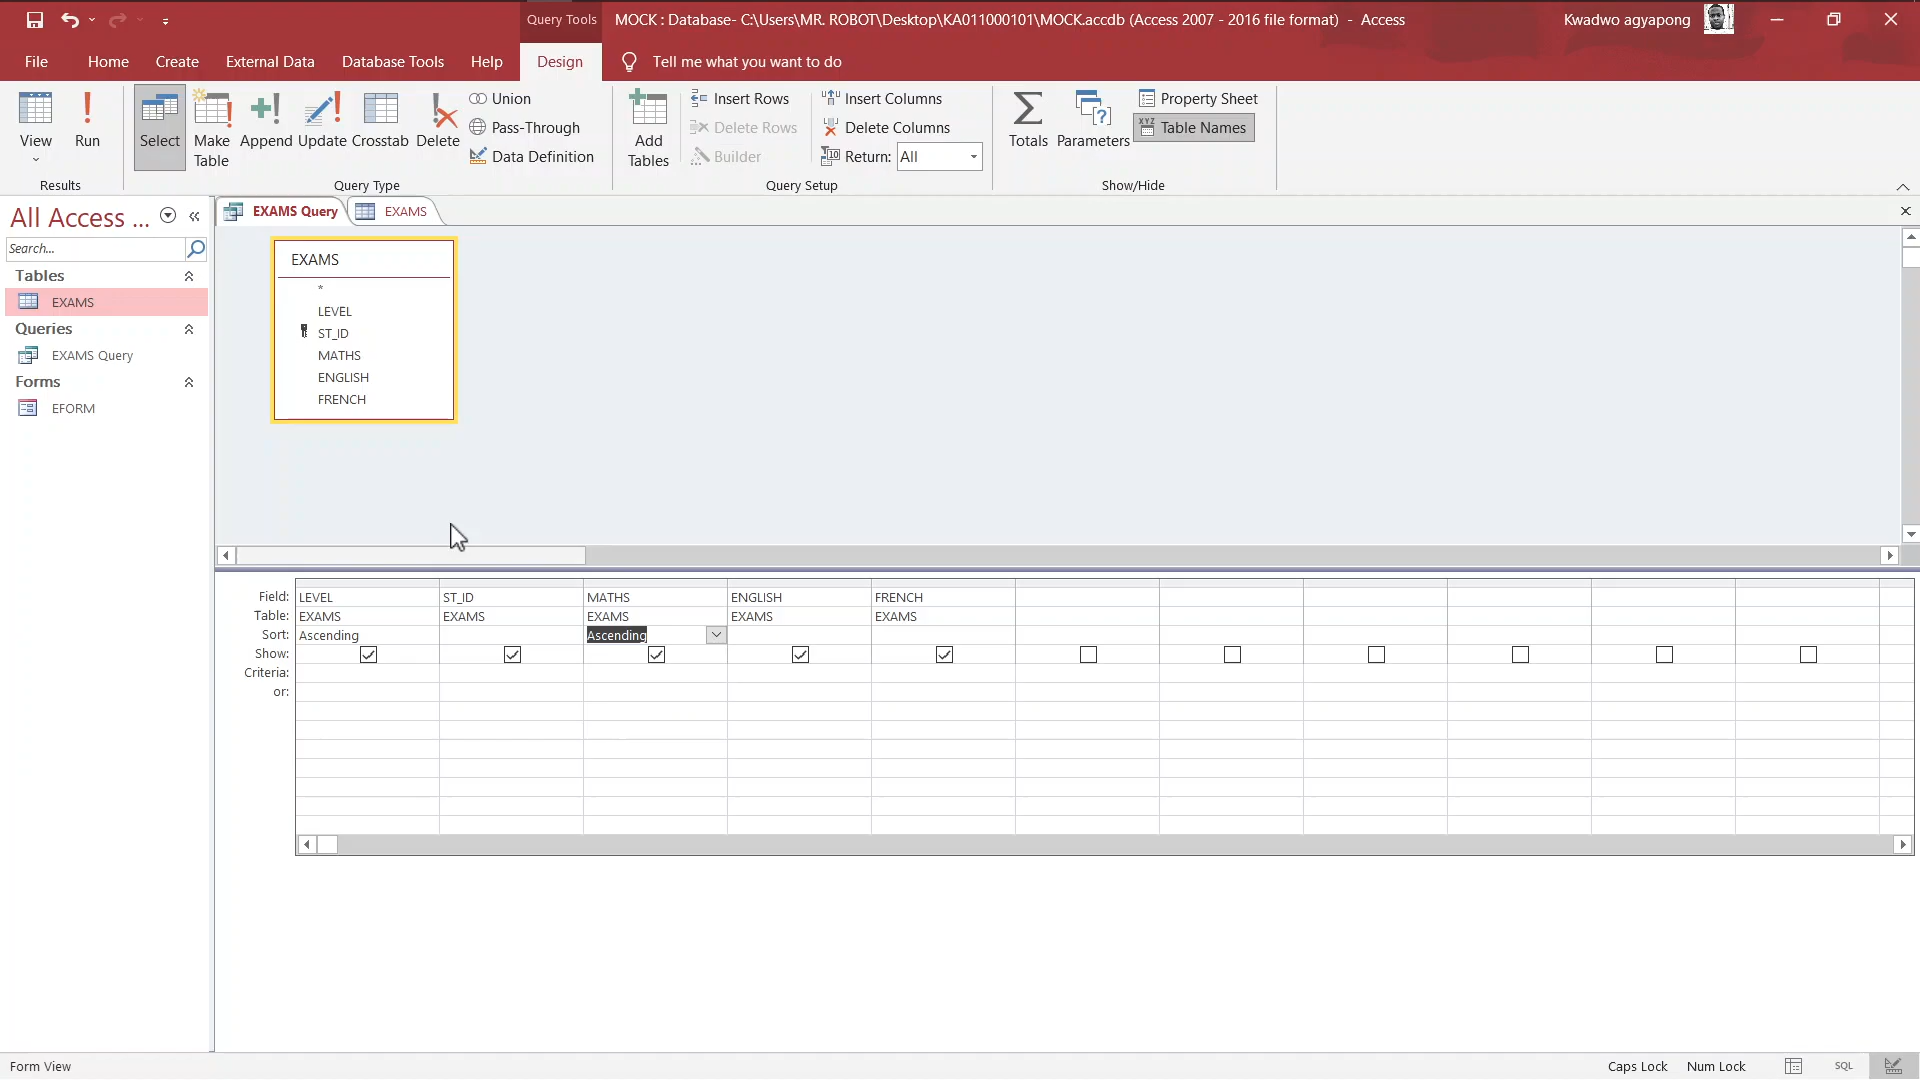 Query Tools
MOCK : Database- C:\Users\MR. ROBOT\Desktop\KA011000101\MOCK.accdb (Access 2007 - 2016 file format) - Access
Kwadwo agyapong
File Home Create External Data Database Tools Help Design Tell me what you want to do
View
Run
Select
Make Table
Append
Update
Crosstab
Delete
Union
Pass-Through
Data Definition
Add Tables
Insert Rows
Delete Rows
Builder
Insert Columns
Delete Columns
Return: All
Totals
Parameters
Property Sheet
XYZ Table Names
Results
Query Type
Query Setup
Show/Hide
All Access ...
Search...
Tables
EXAMS
Queries
EXAMS Query
Forms
EFORM
EXAMS Query
EXAMS
EXAMS
*
LEVEL
ST_ID
MATHS
ENGLISH
FRENCH
Field: LEVEL ST_ID MATHS ENGLISH FRENCH
Table: EXAMS EXAMS EXAMS EXAMS EXAMS
Sort: Ascending Ascending
Show:
Criteria:
or:
Form View
Caps Lock Num Lock SQL